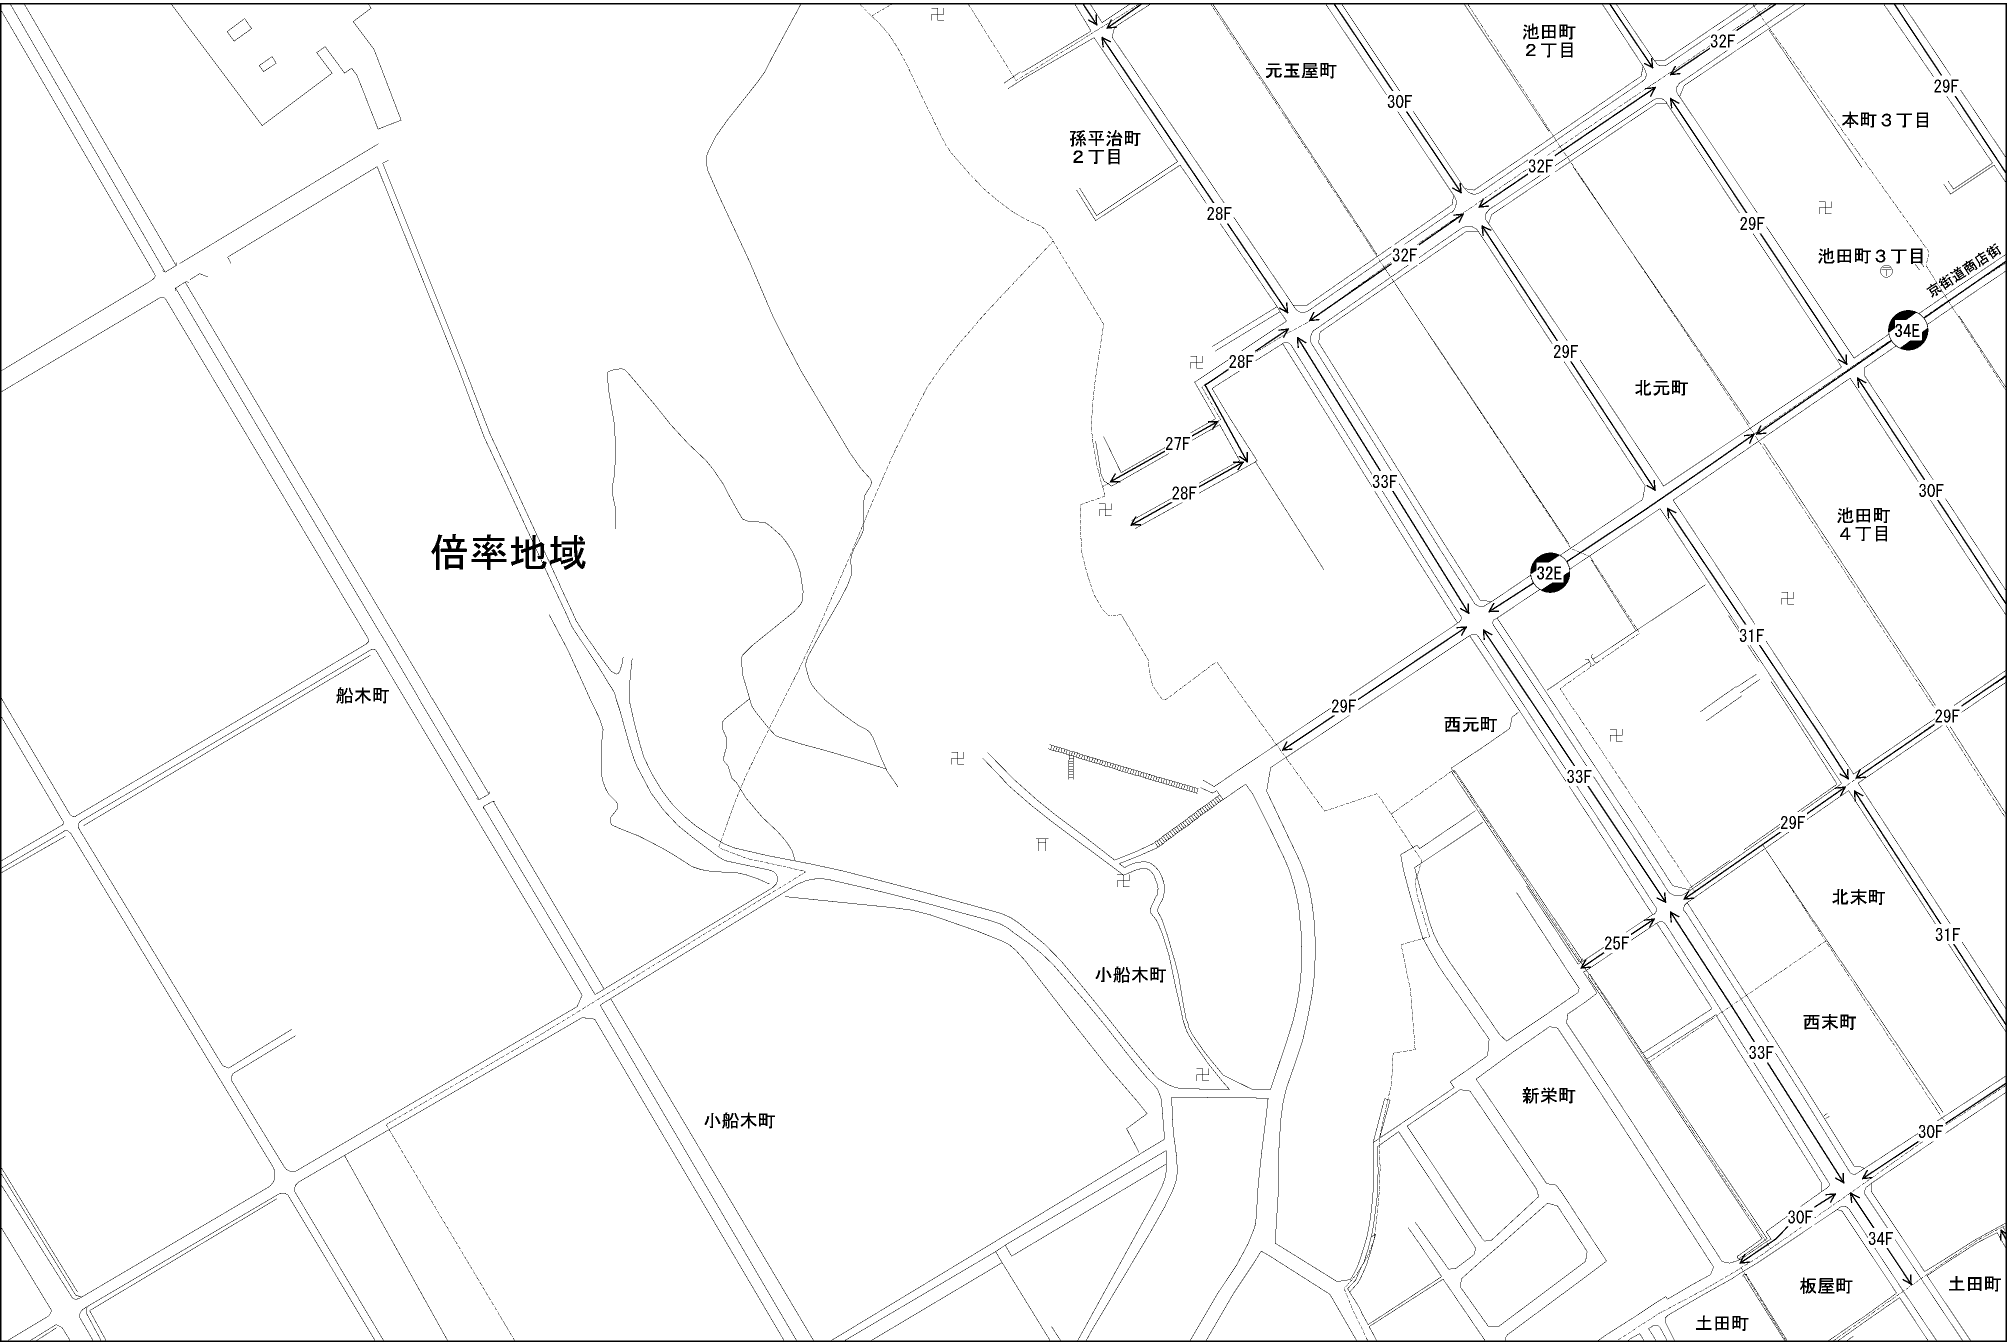 池田町
２丁目
32F
元玉屋町
29F
30F
本町３丁目
孫平治町
２丁目
32F
28F
29F
32F
池田町３丁目
京街道商店街
34E
29F
28F
北元町
27F
33F
28F
30F
池田町
４丁目
倍率地域
32E
31F
船木町
29F
29F
西元町
33F
29F
北末町
25F
31F
小船木町
西末町
33F
新栄町
小船木町
30F
30F
34F
板屋町
土田町
土田町